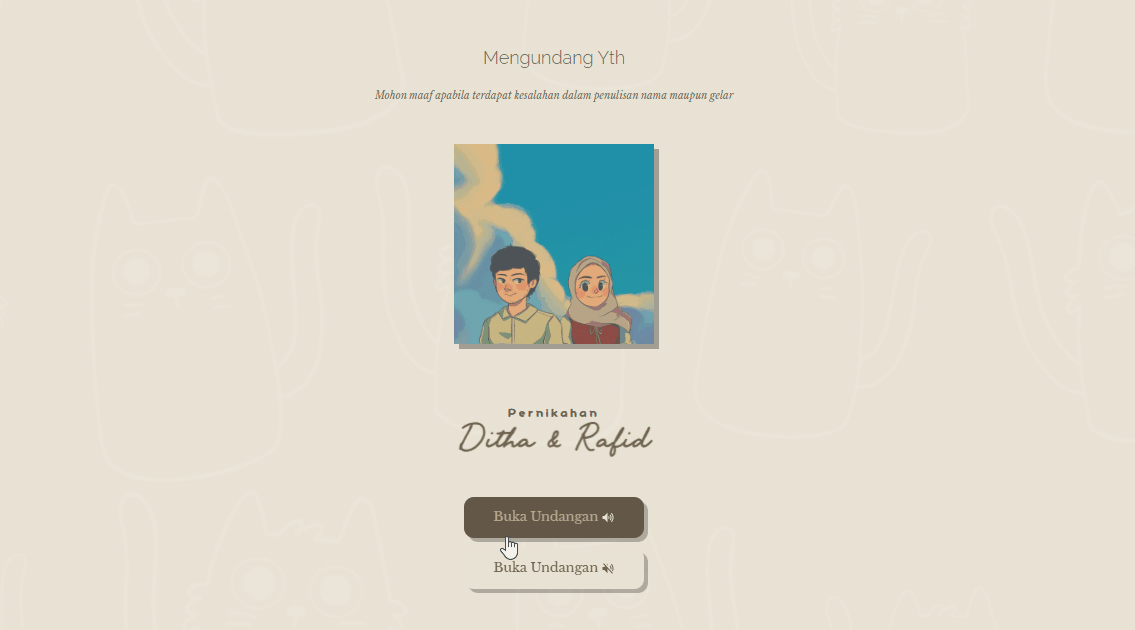 Mengundang Yth
Mohon maaf apabila terdapat kesalahan dalam penulisan nama maupun gelar
Pernikahan
Ditha & Rafid
Buka Undangan
Buka Undangan